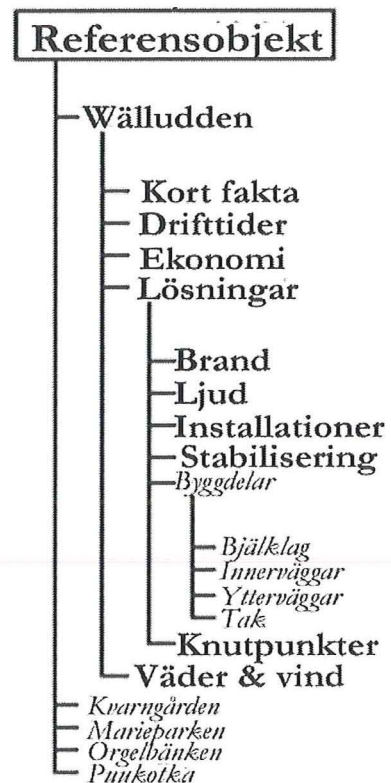 Referensobjekt
Wälludden
Kort fakta
Drifttider
Ekonomi
Lösningar
Brand
Ljud
Installationer
Stabilisering
Byggdelar
Bjälklag
Innerväggar
Ytterväggar
Tak
Knutpunkter
Väder & vind
Kvarngården
Marieparken
Orgelbänken
Puukotka